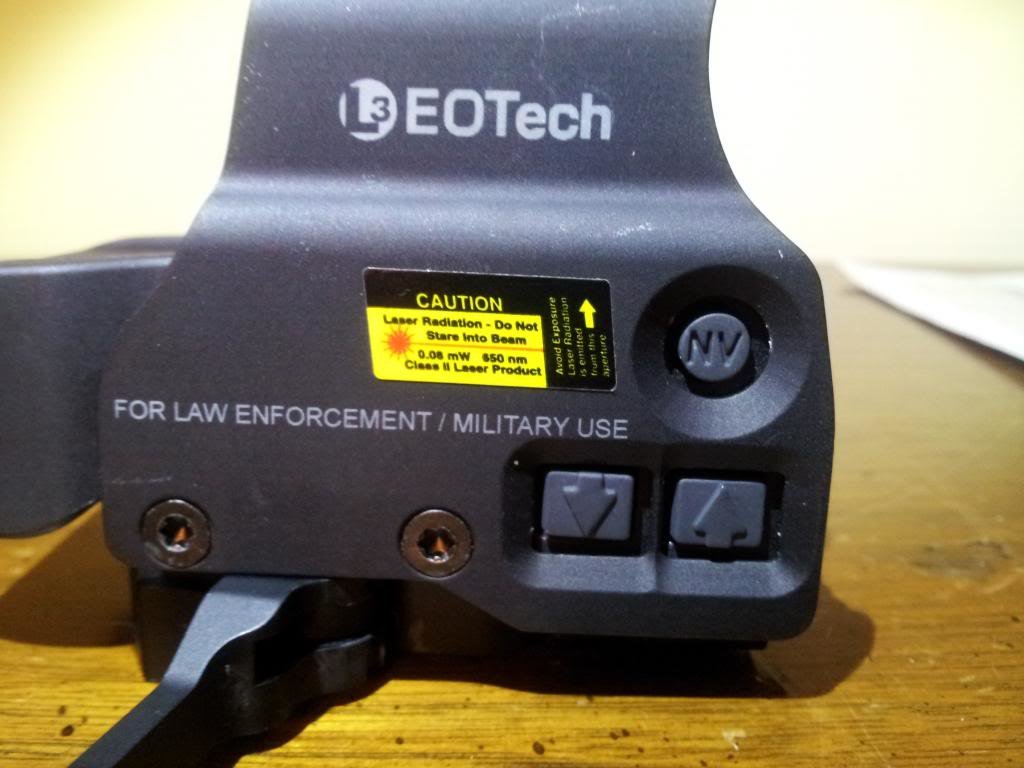 L3 EOTech
CAUTION
Laser Radiation - Do Not
Stare into Beam
0.08 mW 650 nm
Class II Laser Product
Avoid Exposure
Laser Radiation
is emitted
from this
aperture
NV
FOR LAW ENFORCEMENT / MILITARY USE